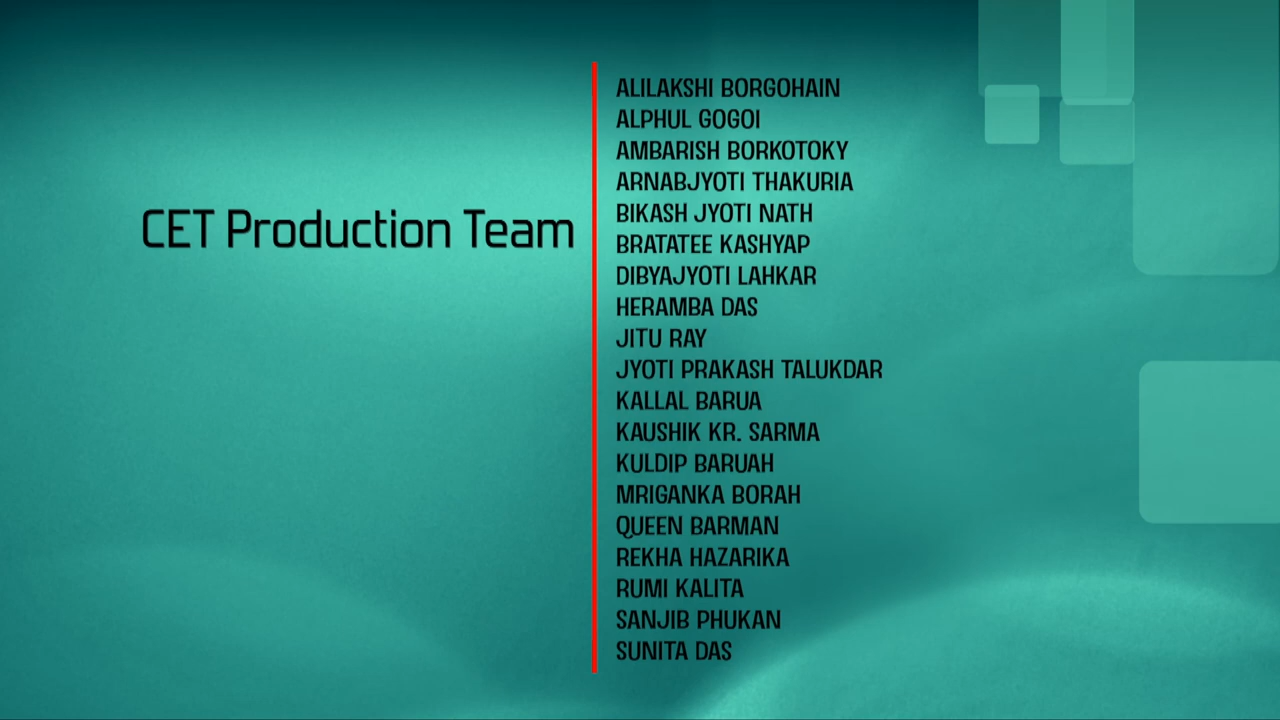 CET Production Team
ALILAKSHI BORGOHAIN
ALPHUL GOGOI
AMBARISH BORKOTOKY
ARNABJYOTI THAKURIA
BIKASH JYOTI NATH
BRATATEE KASHYAP
DIBYAJYOTI LAHKAR
HERAMBA DAS
JITU RAY
JYOTI PRAKASH TALUKDAR
KALLAL BARUA
KAUSHIK KR. SARMA
KULDIP BARUAH
MRIGANKA BORAH
QUEEN BARMAN
REKHA HAZARIKA
RUMI KALITA
SANJIB PHUKAN
SUNITA DAS